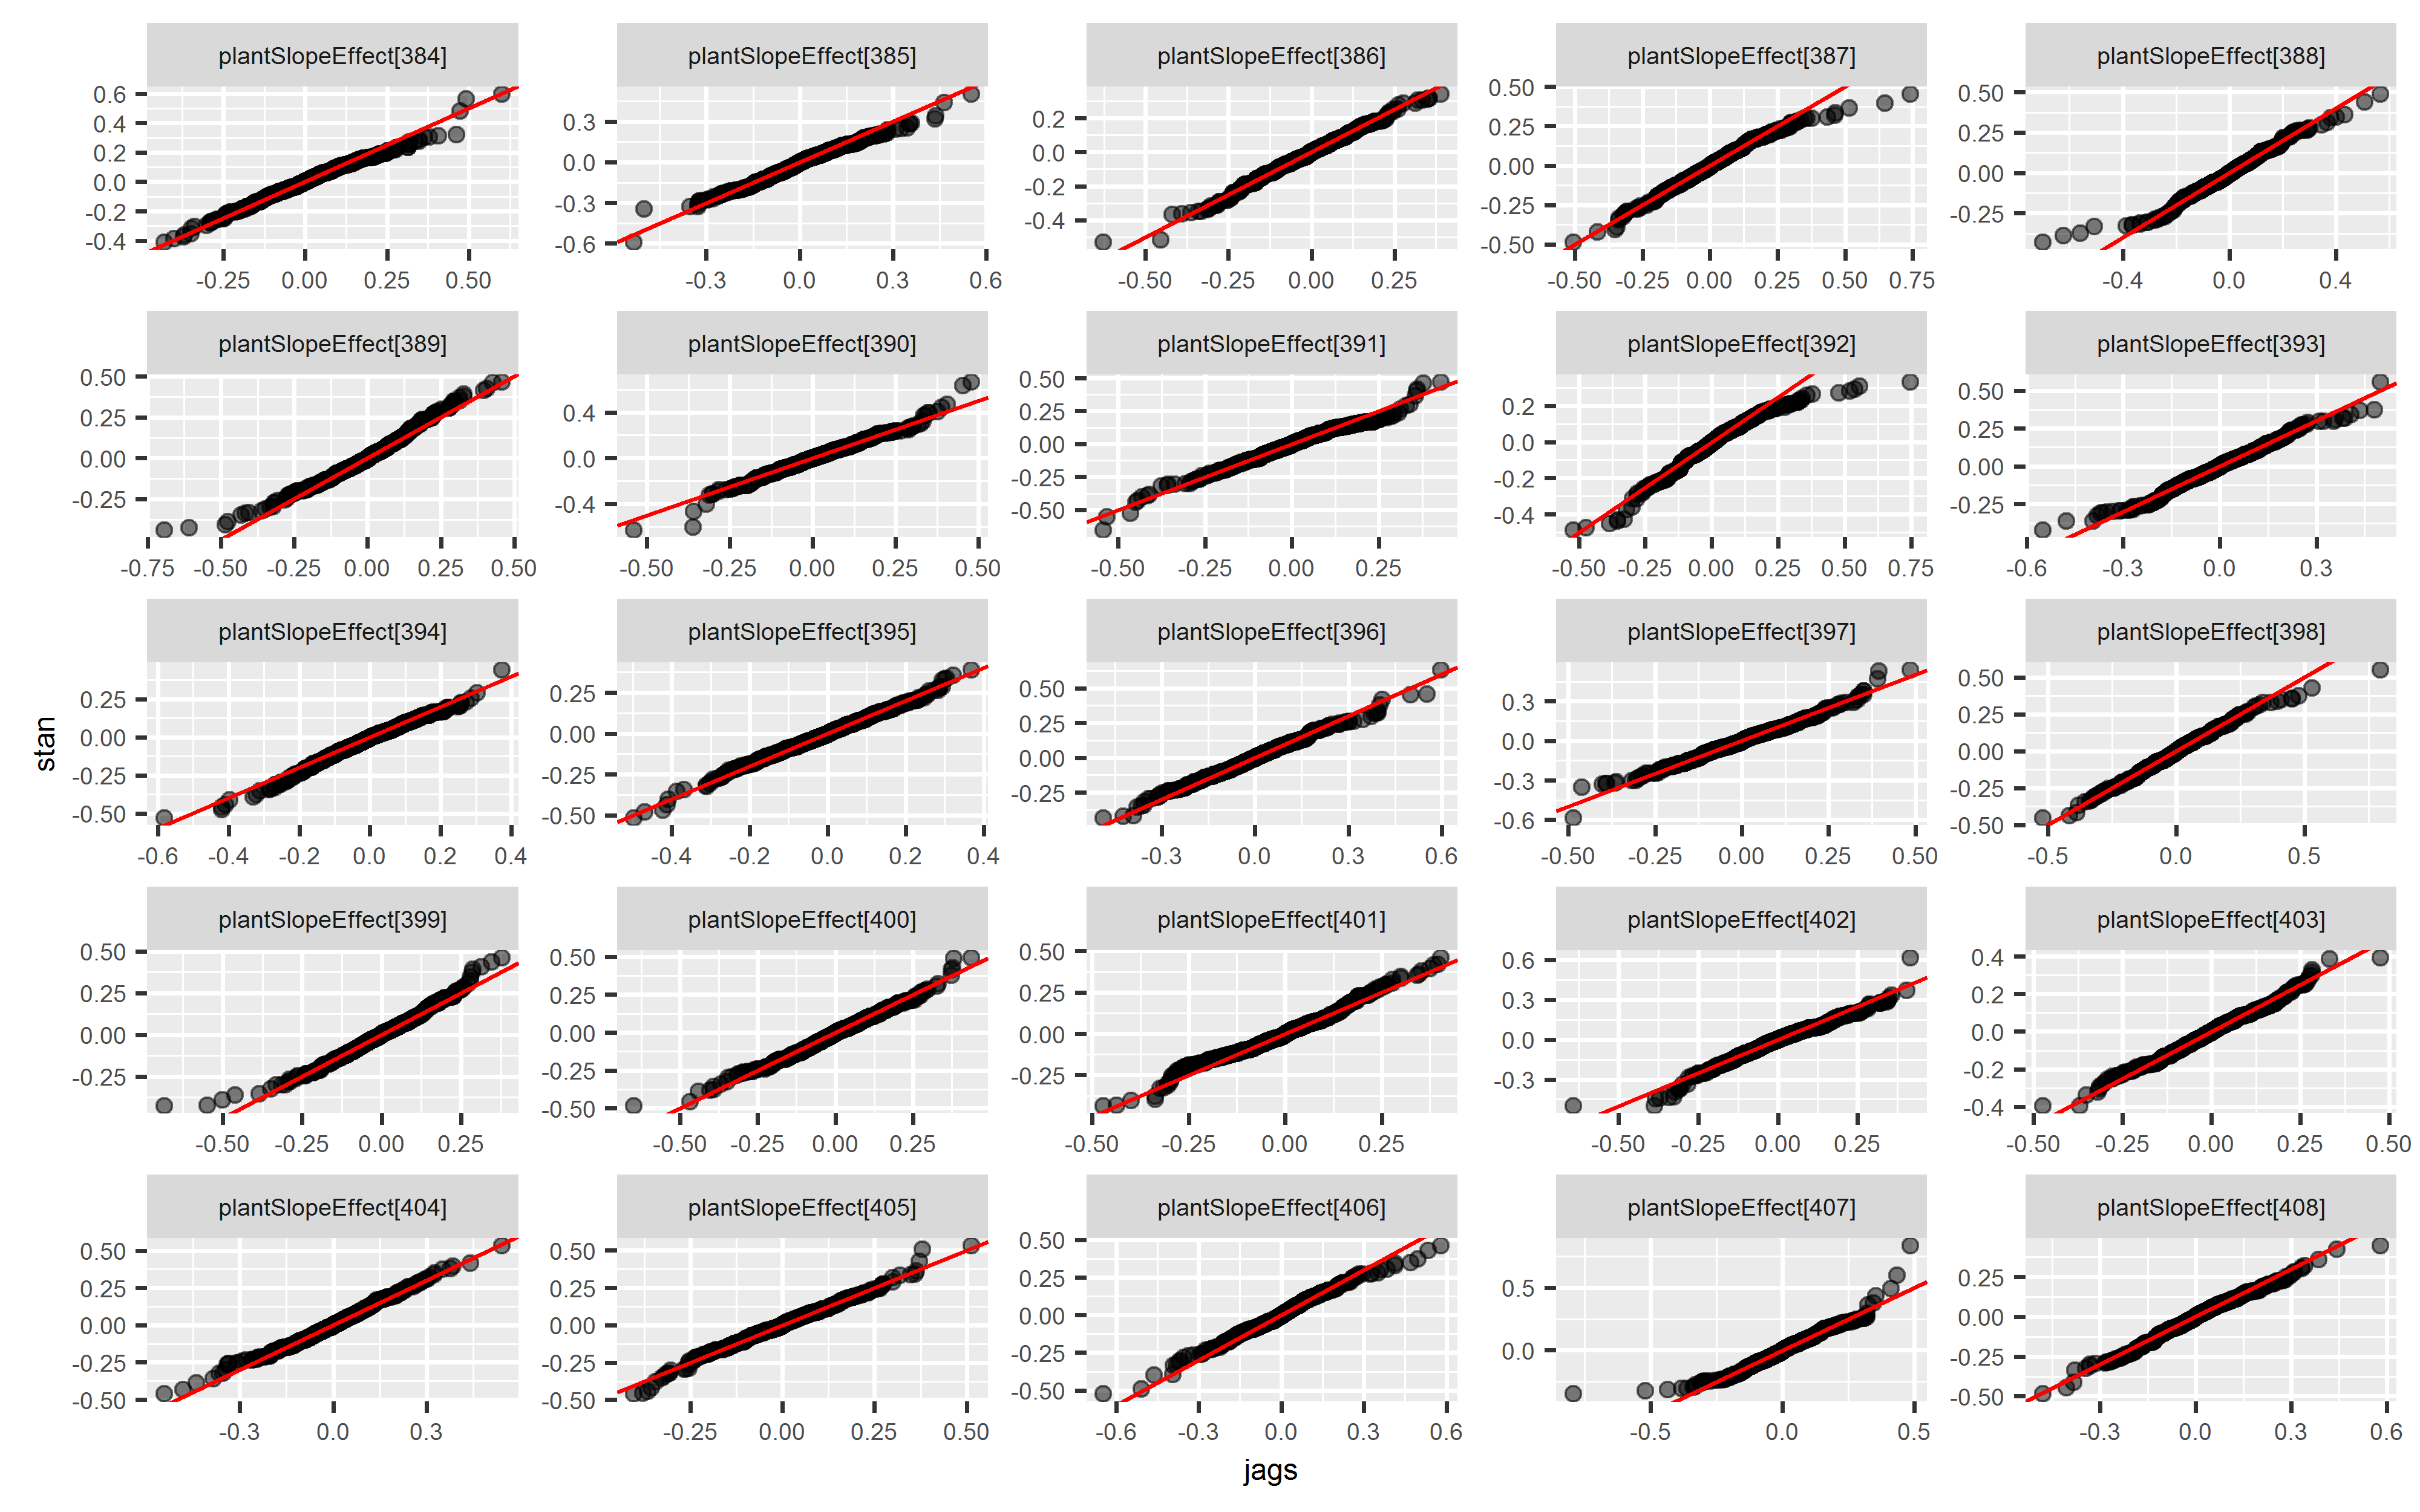 plantSlopeEffect[384] plantSlopeEffect[385] plantSlopeEffect[386] plantSlopeEffect[387] plantSlopeEffect[388]
0.6 0.4 0.2 0.0 -0.2 -0.4
-0.25 0.00 0.25 0.50
0.3 0.0 -0.3 -0.6
-0.3 0.0 0.3 0.6
0.2 0.0 -0.2 -0.4
-0.50 -0.25 0.00 0.25
0.50 0.25 0.00 -0.25 -0.50
-0.50 -0.25 0.00 0.25 0.50 0.75
0.50 0.25 0.00 -0.25
-0.4 0.0 0.4
plantSlopeEffect[389] plantSlopeEffect[390] plantSlopeEffect[391] plantSlopeEffect[392] plantSlopeEffect[393]
0.50 0.25 0.00 -0.25
-0.75 -0.50 -0.25 0.00 0.25 0.50
0.4 0.0 -0.4
-0.50 -0.25 0.00 0.25 0.50
0.50 0.25 0.00 -0.25 -0.50
-0.50 -0.25 0.00 0.25
0.2 0.0 -0.2 -0.4
-0.50 -0.25 0.00 0.25 0.50 0.75
0.50 0.25 0.00 -0.25
-0.6 -0.3 0.0 0.3
plantSlopeEffect[394] plantSlopeEffect[395] plantSlopeEffect[396] plantSlopeEffect[397] plantSlopeEffect[398]
0.25 0.00 -0.25 -0.50
-0.6 -0.4 -0.2 0.0 0.2 0.4
0.25 0.00 -0.25 -0.50
-0.4 -0.2 0.0 0.2 0.4
0.50 0.25 0.00 -0.25
-0.3 0.0 0.3 0.6
0.3 0.0 -0.3 -0.6
-0.50 -0.25 0.00 0.25 0.50
0.50 0.25 0.00 -0.25 -0.50
-0.5 0.0 0.5
stan
plantSlopeEffect[399] plantSlopeEffect[400] plantSlopeEffect[401] plantSlopeEffect[402] plantSlopeEffect[403]
0.50 0.25 0.00 -0.25
-0.50 -0.25 0.00 0.25
0.50 0.25 0.00 -0.25 -0.50
-0.50 -0.25 0.00 0.25
0.50 0.25 0.00 -0.25
-0.50 -0.25 0.00 0.25
0.6 0.3 0.0 -0.3
-0.50 -0.25 0.00 0.25
0.4 0.2 0.0 -0.2 -0.4
-0.50 -0.25 0.00 0.25 0.50
plantSlopeEffect[404] plantSlopeEffect[405] plantSlopeEffect[406] plantSlopeEffect[407] plantSlopeEffect[408]
0.50 0.25 0.00 -0.25 -0.50
-0.3 0.0 0.3
0.50 0.25 0.00 -0.25 -0.50
-0.25 0.00 0.25 0.50
0.50 0.25 0.00 -0.25 -0.50
-0.6 -0.3 0.0 0.3 0.6
0.5 0.0
-0.5 0.0 0.5
0.25 0.00 -0.25 -0.50
-0.3 0.0 0.3 0.6
jags